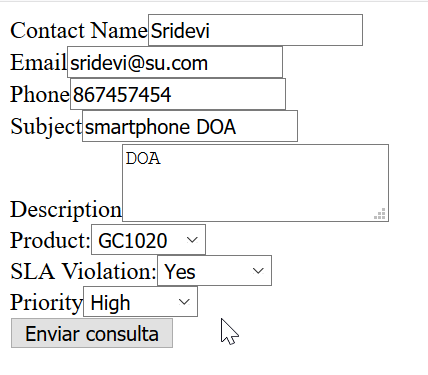 Contact Name Sridevi
Email sridevi@su.com
Phone 867457454
Subject smartphone DOA
DOA
Description
Product: GC1020
SLA Violation: Yes
Priority High
Enviar consulta